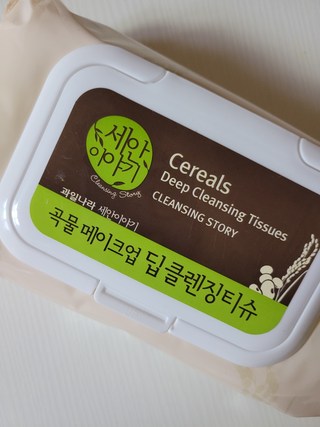 세안
이야기
Cleansing Story
과일나라 세안이야기
Cereals
Deep Cleansing Tissues
CLEANSING STORY
곡물 메이크업 딥 클렌징티슈